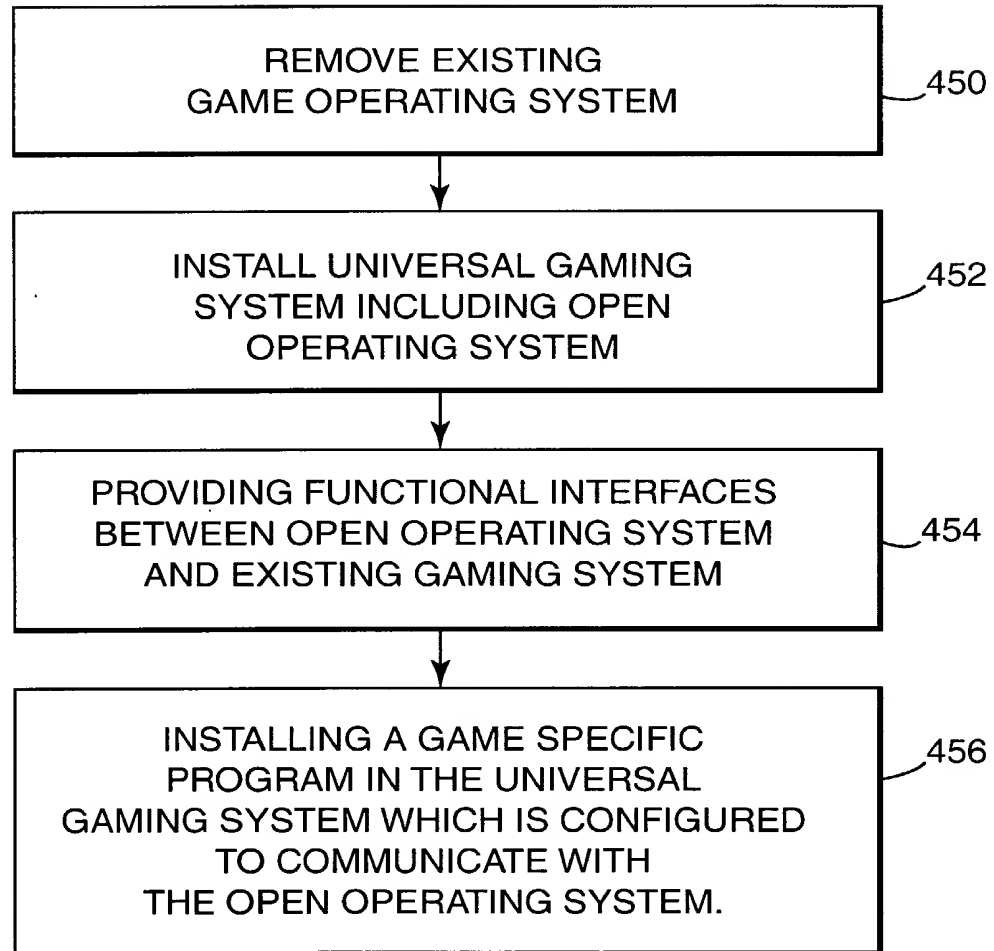 REMOVE EXISTING
GAME OPERATING SYSTEM
450
INSTALL UNIVERSAL GAMING
SYSTEM INCLUDING OPEN
OPERATING SYSTEM
452
PROVIDING FUNCTIONAL INTERFACES
BETWEEN OPEN OPERATING SYSTEM
AND EXISTING GAMING SYSTEM
454
INSTALLING A GAME SPECIFIC
PROGRAM IN THE UNIVERSAL
GAMING SYSTEM WHICH IS CONFIGURED
TO COMMUNICATE WITH
THE OPEN OPERATING SYSTEM.
456